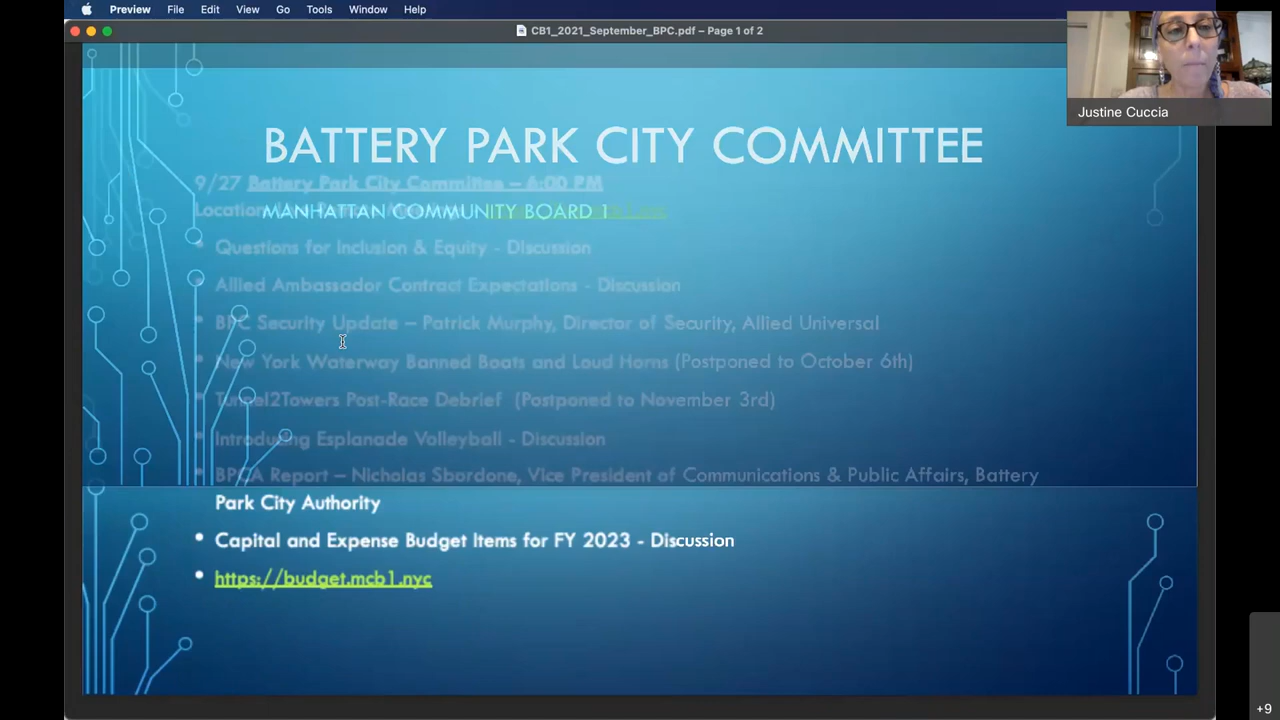 Preview File Edit View Go Tools Window Help
CB1_2021_September_BPC.pdf – Page 1 of 2
Justine Cuccia
BATTERY PARK CITY COMMITTEE
9/27 Battery Park City Committee – 6:00 PM
MANHATTAN COMMUNITY BOARD 1
• Questions for Inclusion & Equity - Discussion
• Allied Ambassador Contract Expectations - Discussion
• BPC Security Update – Patrick Murphy, Director of Security, Allied Universal
• New York Waterway Banned Boats and Loud Horns (Postponed to October 6th)
• Tunnel2Towers Post-Race Debrief (Postponed to November 3rd)
• Introducing Esplanade Volleyball - Discussion
• BPCA Report – Nicholas Sbordone, Vice President of Communications & Public Affairs, Battery
Park City Authority
• Capital and Expense Budget Items for FY 2023 - Discussion
• https://budget.mcb1.nyc
+9